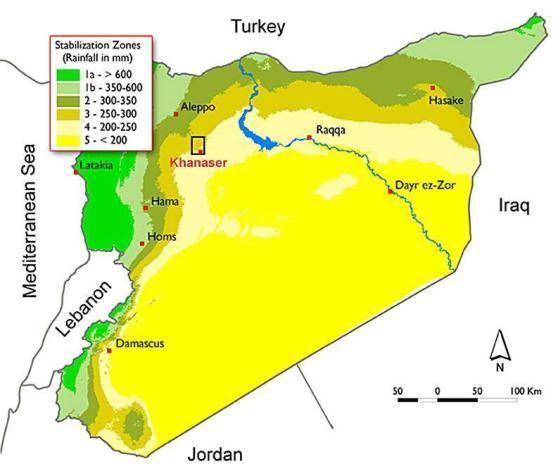 Turkey
Stabilization Zones
(Rainfall in mm)
1a - > 600
1b - 350-600
2 - 300-350
3 - 250-300
4 - 200-250
5 - < 200
Aleppo
Hasake
Raqqa
Khanaser
Latakia
Dayr ez-Zor
Mediterranean Sea
Hama
Iraq
Homs
Lebanon
Damascus
N
50 0 50 100 Km
Jordan